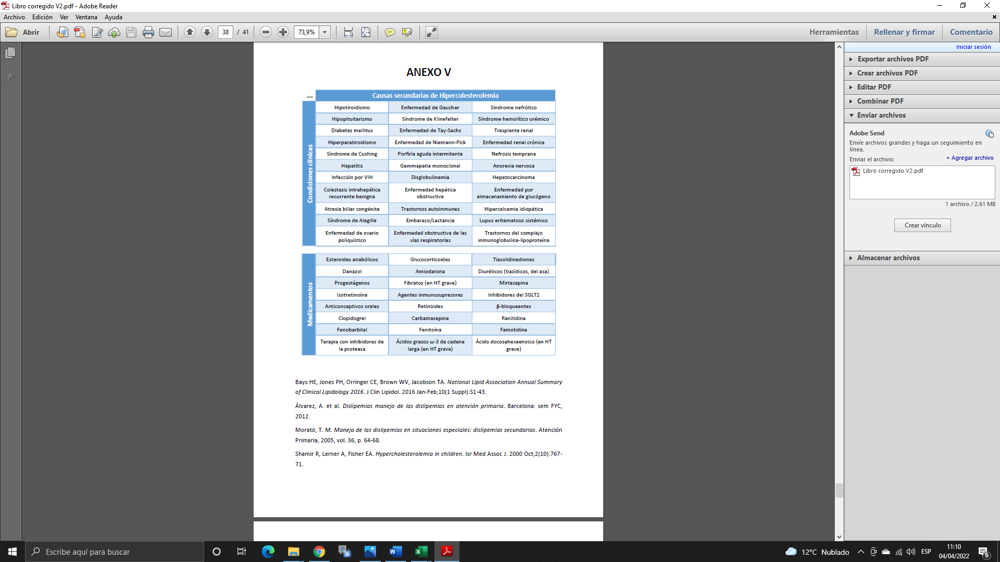 Libro corregido V2.pdf - Adobe Reader
Archivo Edición Ver Ventana Ayuda
Abrir 38 / 41 73,9% Herramientas Rellenar y firmar Comentario
Iniciar sesión
Exportar archivos PDF
Crear archivos PDF
Editar PDF
Combinar PDF
Enviar archivos
Adobe Send
Envíe archivos grandes y haga un seguimiento en
línea.
Enviar el archivo: + Agregar archivo
Libro corregido V2.pdf
1 archivo / 2.61 MB
Crear vínculo
Almacenar archivos
ANEXO V
Causas secundarias de Hipercolesterolemia
Condiciones clínicas
Hipotiroidismo Enfermedad de Gaucher Síndrome nefrótico
Hipopituitarismo Síndrome de Klinefelter Síndrome hemolítico urémico
Diabetes mellitus Enfermedad de Tay-Sachs Trasplante renal
Hiperparatiroidismo Enfermedad de Niemann-Pick Enfermedad renal crónica
Síndrome de Cushing Porfiria aguda intermitente Nefrosis temprana
Hepatitis Gammapatia monoclonal Anorexia nervosa
Infección por VIH Disglobulinemia Hepatocarcinoma
Colestasis intrahepática Enfermedad hepática Enfermedad por
recurrente benigna obstructiva almacenamiento de glucógeno
Atresia biliar congénita Trastornos autoinmunes Hipercalcemia idiopática
Síndrome de Alagille Embarazo/Lactancia Lupus eritematoso sistémico
Enfermedad de ovario Enfermedad obstructiva de las Trastornos del complejo
poliquístico vías respiratorias inmunoglobulina-lipoproteína
Medicamentos
Esteroides anabólicos Glucocorticoides Tiazolidinedionas
Danazol Amiodarona Diuréticos (tiazídicos, del asa)
Progestágenos Fibratos (en HT grave) Mirtazapina
Isotretinoína Agentes inmunosupresores Inhibidores del SGLT2
Anticonceptivos orales Retinoides β-bloqueantes
Clopidogrel Carbamazepina Ranitidina
Fenobarbital Fenitoína Famotidina
Terapia con inhibidores de Ácidos grasos ω-3 de cadena Ácido docosahexaenoico (en HT
la proteasa larga (en HT grave) grave)
Bays HE, Jones PH, Orringer CE, Brown WV, Jacobson TA. National Lipid Association Annual Summary
of Clinical Lipidology 2016. J Clin Lipidol. 2016 Jan-Feb;10(1 Suppl):S1-43.
Álvarez, A. et al. Dislipemias manejo de las dislipemias en atención primaria. Barcelona: sem FYC,
2012.
Morató, T. M. Manejo de las dislipemias en situaciones especiales: dislipemias secundarias. Atención
Primaria, 2005, vol. 36, p. 64-68.
Shamir R, Lerner A, Fisher EA. Hypercholesterolemia in children. Isr Med Assoc J. 2000 Oct;2(10):767-
71.
Escribe aquí para buscar
12°C Nublado ESP 11:10
04/04/2022 6